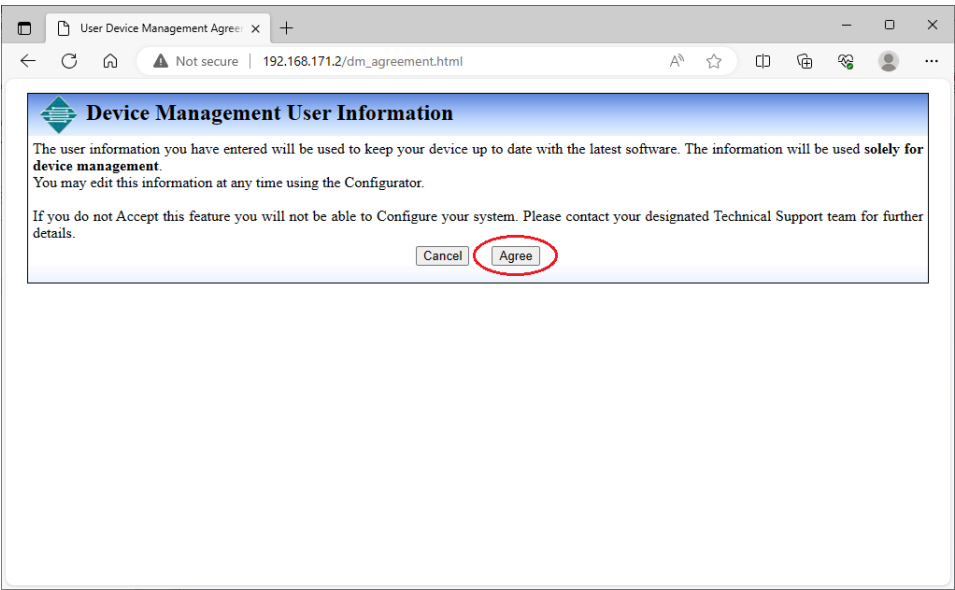 User Device Management Agree
Not secure | 192.168.171.2/dm_agreement.html
Device Management User Information
The user information you have entered will be used to keep your device up to date with the latest software. The information will be used solely for
device management.
You may edit this information at any time using the Configurator.
If you do not Accept this feature you will not be able to Configure your system. Please contact your designated Technical Support team for further
details.
Cancel Agree